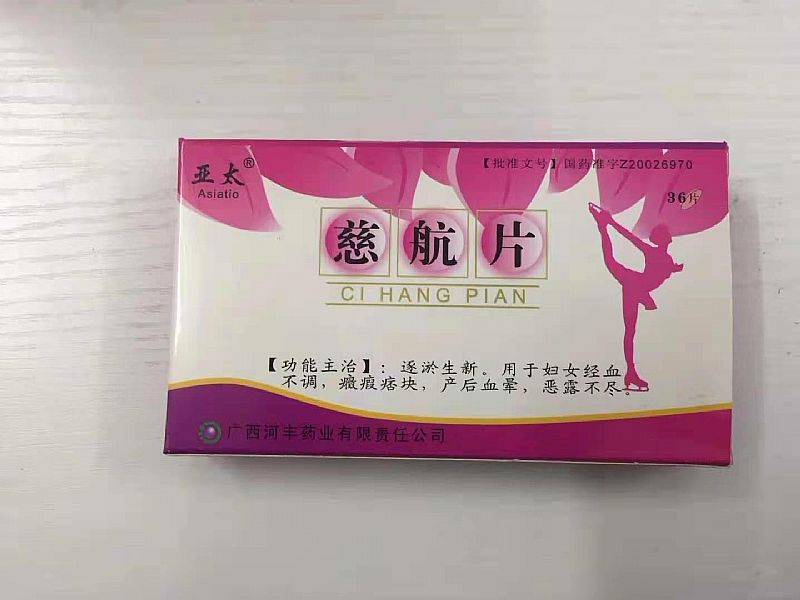 亚太®
Asiatio
【批准文号】国药准字Z20026970
36片
慈航片
CI HANG PIAN
【功能主治】：逐淤生新。用于妇女经血
不调，癥瘕痞块，产后血晕，恶露不尽。
广西河丰药业有限责任公司